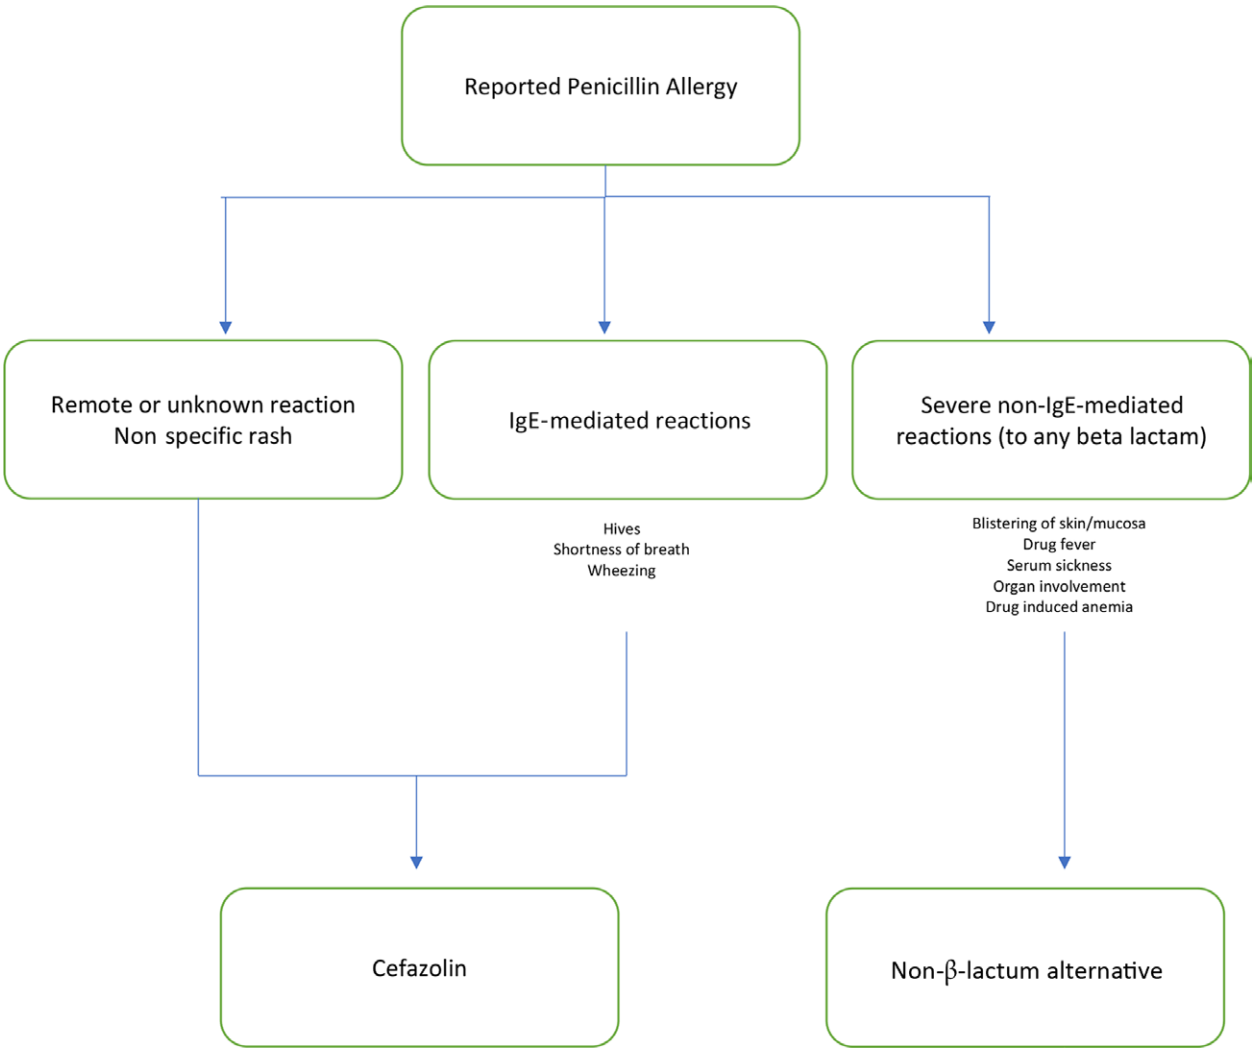 Reported Penicillin Allergy
Remote or unknown reaction
Non specific rash
IgE-mediated reactions
Severe non-IgE-mediated
reactions (to any beta lactam)
Hives
Shortness of breath
Wheezing
Blistering of skin/mucosa
Drug fever
Serum sickness
Organ involvement
Drug induced anemia
Cefazolin
Non-β-lactum alternative